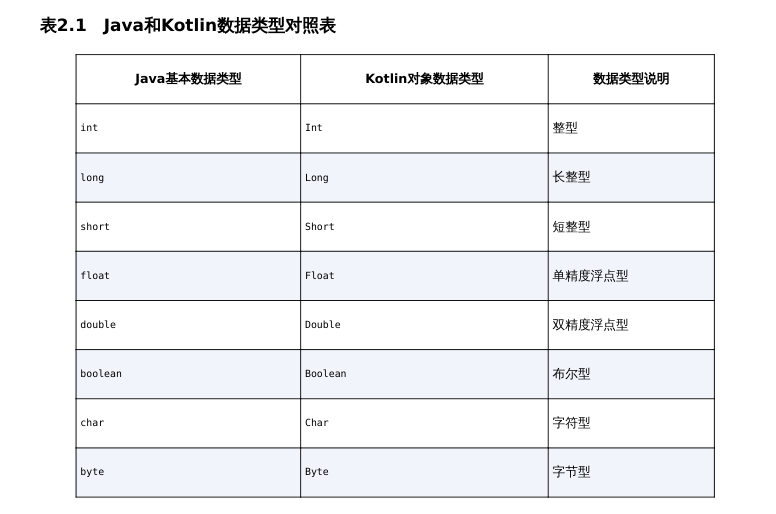 表2.1 Java和Kotlin数据类型对照表
Java基本数据类型 Kotlin对象数据类型 数据类型说明
int Int 整型
long Long 长整型
short Short 短整型
float Float 单精度浮点型
double Double 双精度浮点型
boolean Boolean 布尔型
char Char 字符型
byte Byte 字节型